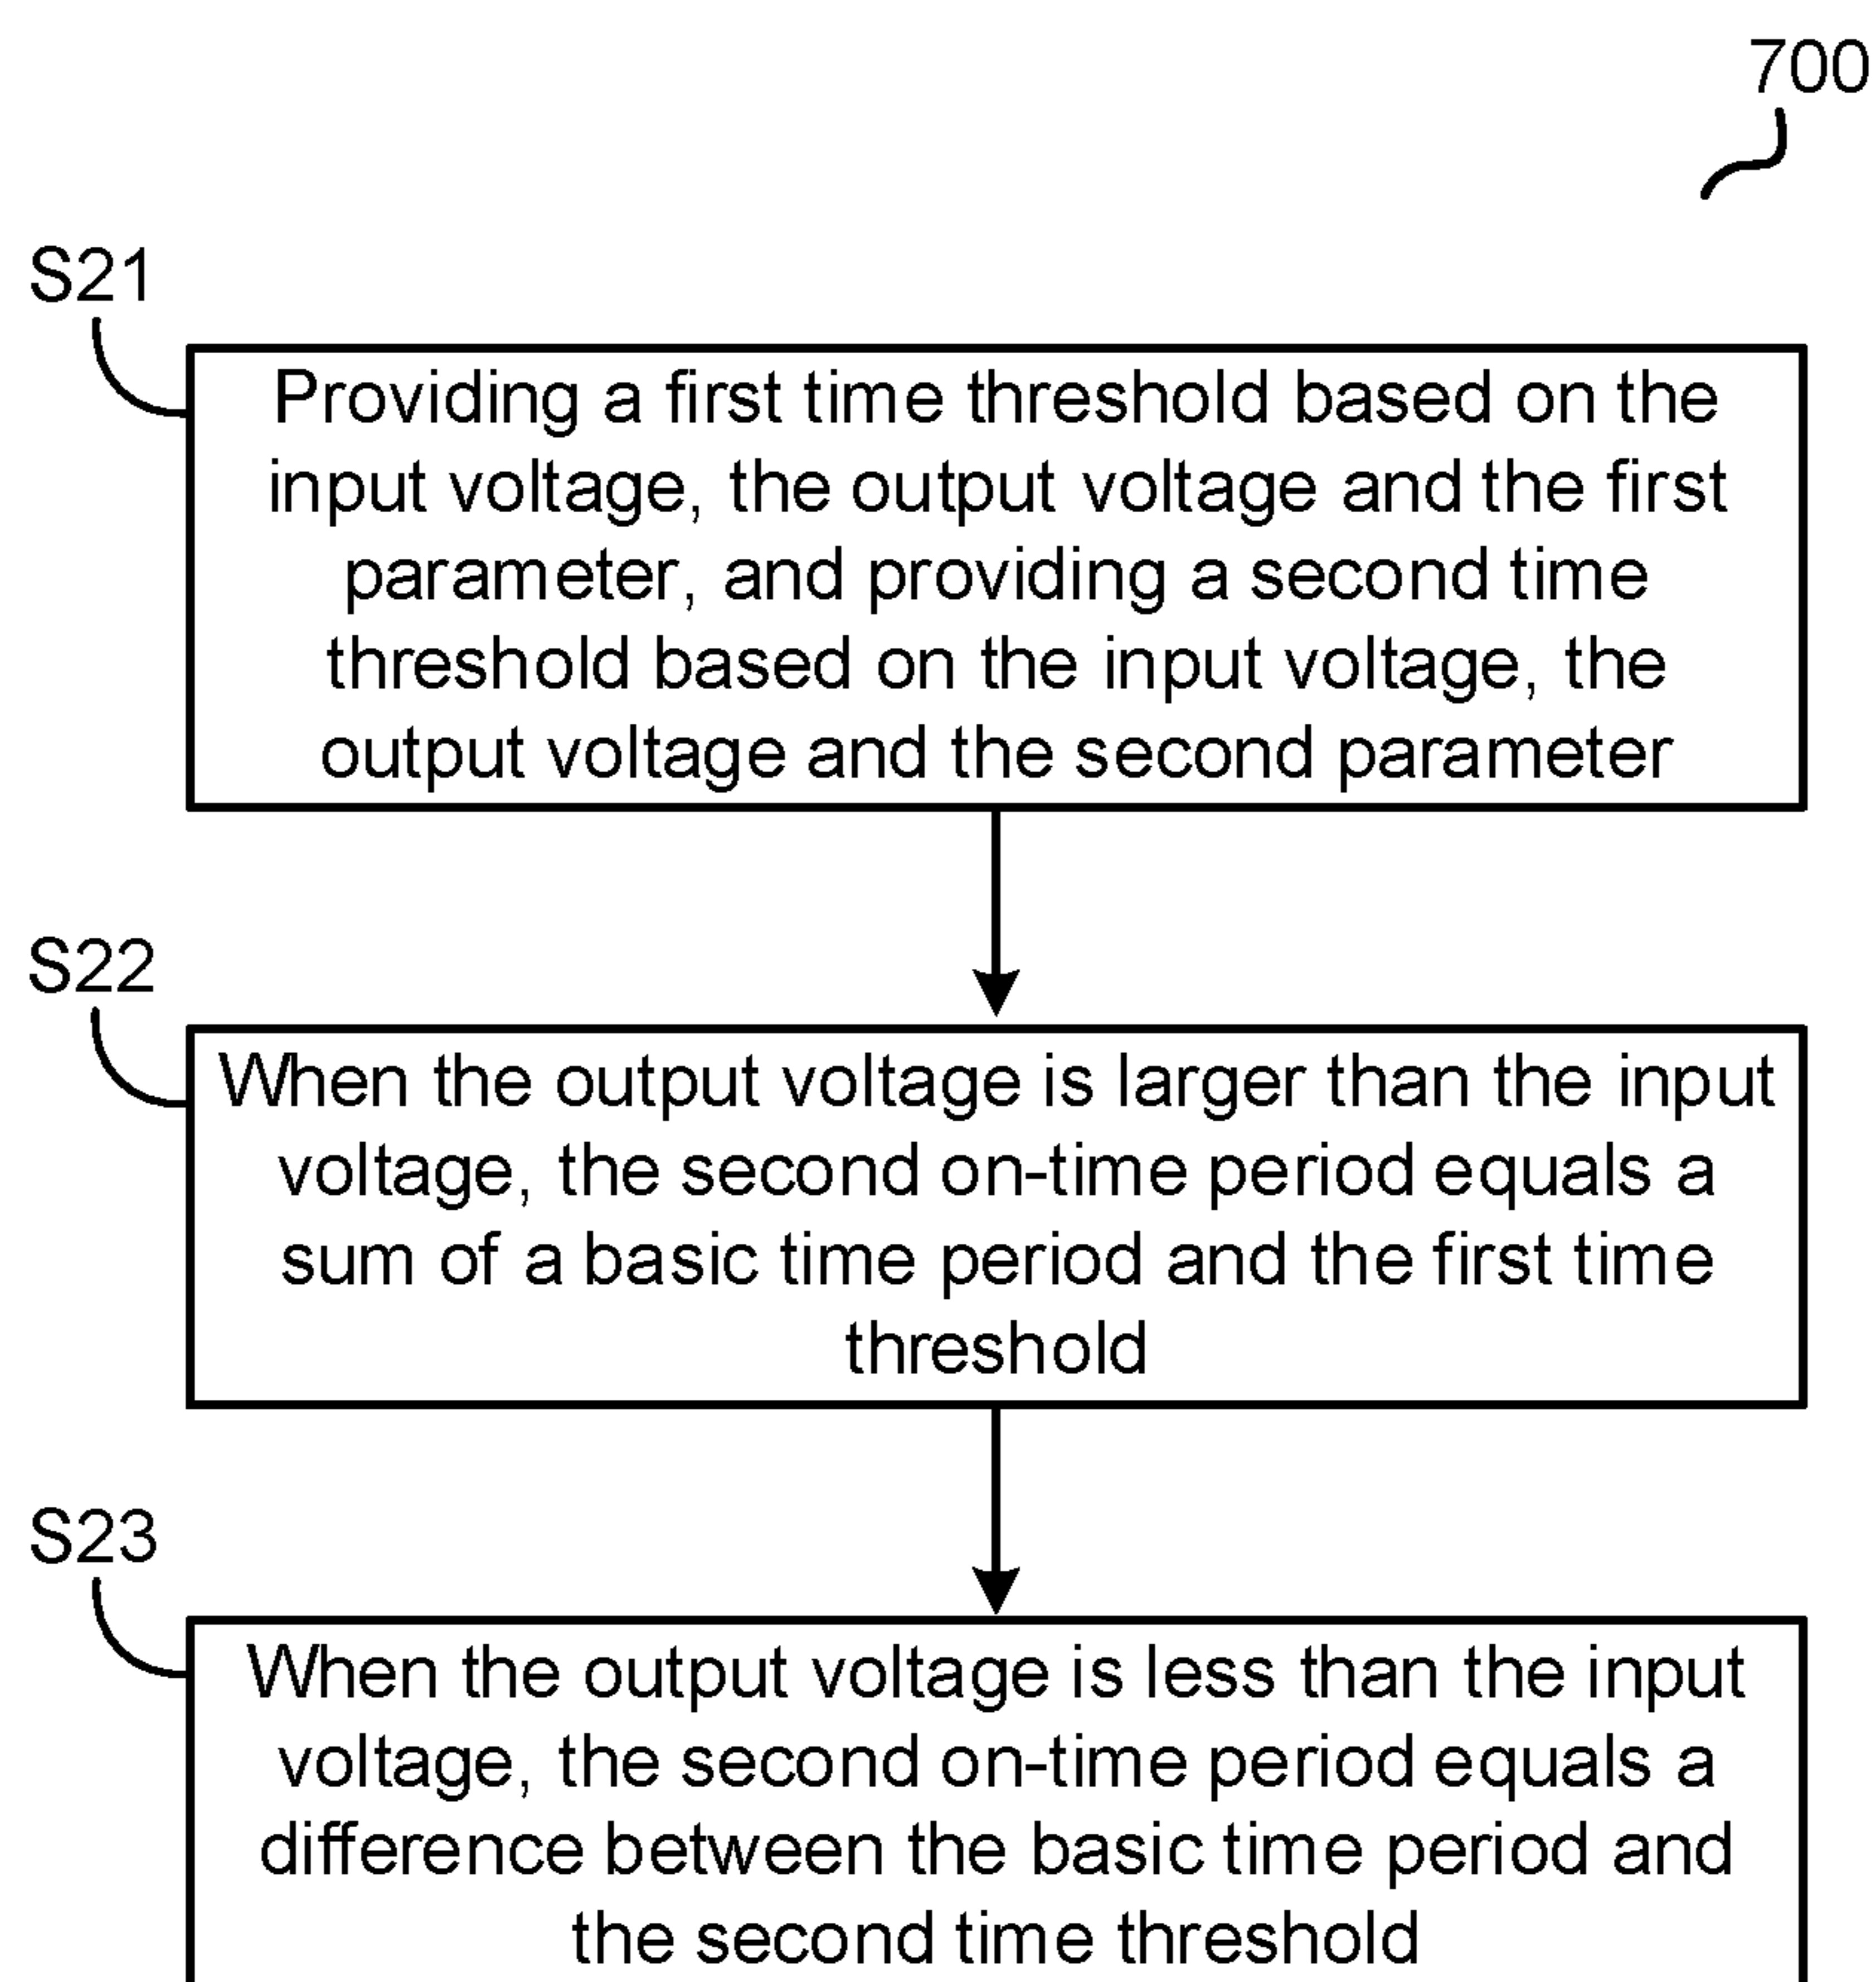 700
S21
Providing a first time threshold based on the
input voltage, the output voltage and the first
parameter, and providing a second time
threshold based on the input voltage, the
output voltage and the second parameter
S22
When the output voltage is larger than the input
voltage, the second on-time period equals a
sum of a basic time period and the first time
threshold
S23
When the output voltage is less than the input
voltage, the second on-time period equals a
difference between the basic time period and
the second time threshold